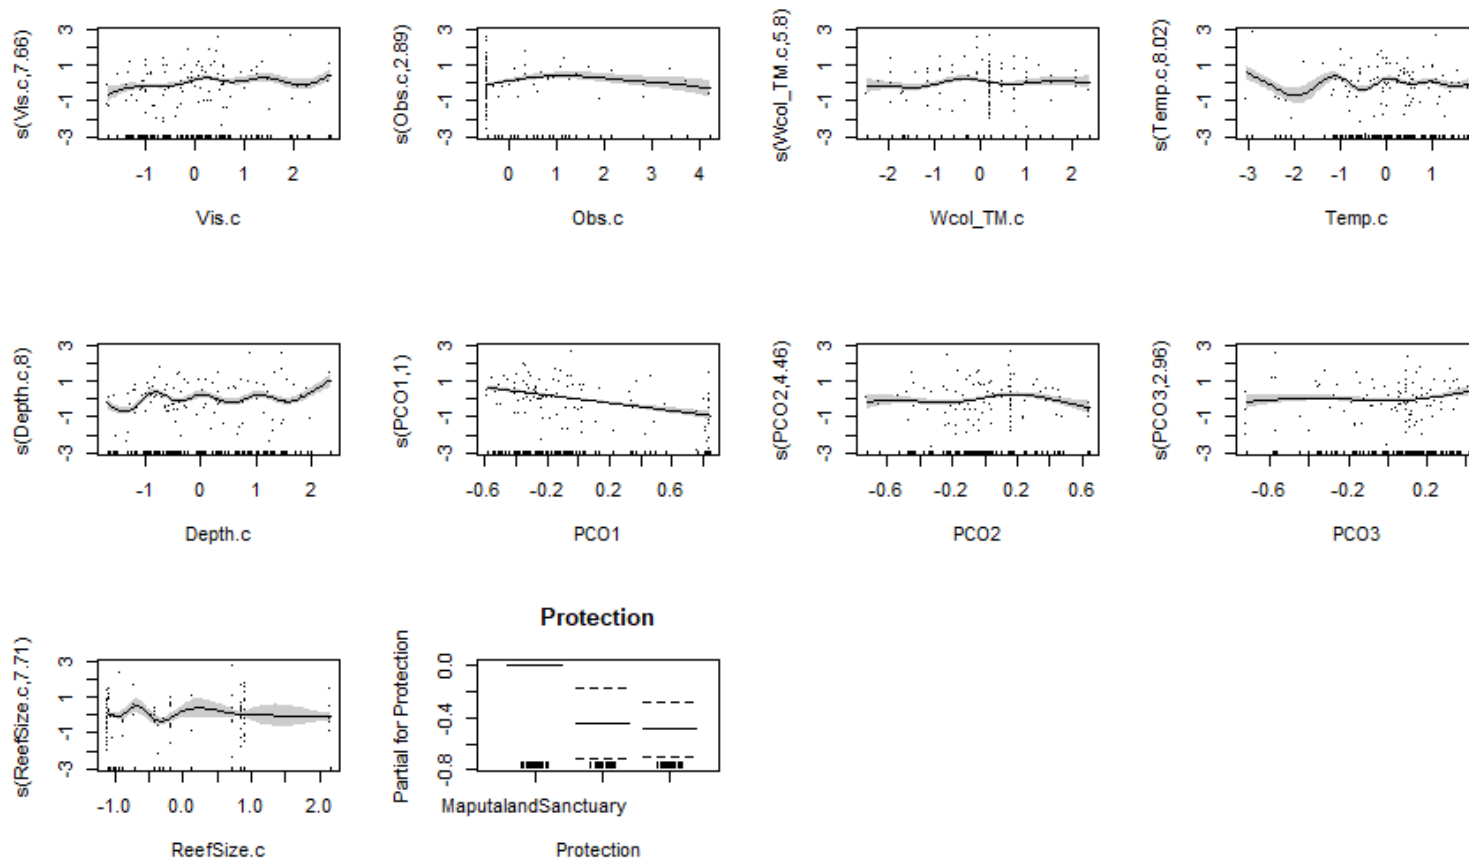 s(Vis.c,7.66)
3
1
-1
-3
-1 0 1 2
Vis.c
s(Obs.c,2.89)
3
1
-1
-3
0 1 2 3 4
Obs.c
s(Wcol_TM.c,5.8)
3
1
-1
-3
-2 -1 0 1 2
Wcol_TM.c
s(Temp.c,8.02)
3
1
-1
-3
-3 -2 -1 0 1
Temp.c
s(Depth.c,8)
3
1
-1
-3
-1 0 1 2
Depth.c
s(PCO1,1)
3
1
-1
-3
-0.6 -0.2 0.2 0.6
PCO1
s(PCO2,4.46)
3
1
-1
-3
-0.6 -0.2 0.2 0.6
PCO2
s(PCO3,2.96)
3
1
-1
-3
-0.6 -0.2 0.2
PCO3
s(ReefSize.c,7.71)
3
1
-1
-3
-1.0 0.0 1.0 2.0
ReefSize.c
Protection
Partial for Protection
0.0
-0.4
-0.8
MaputalandSanctuary
Protection